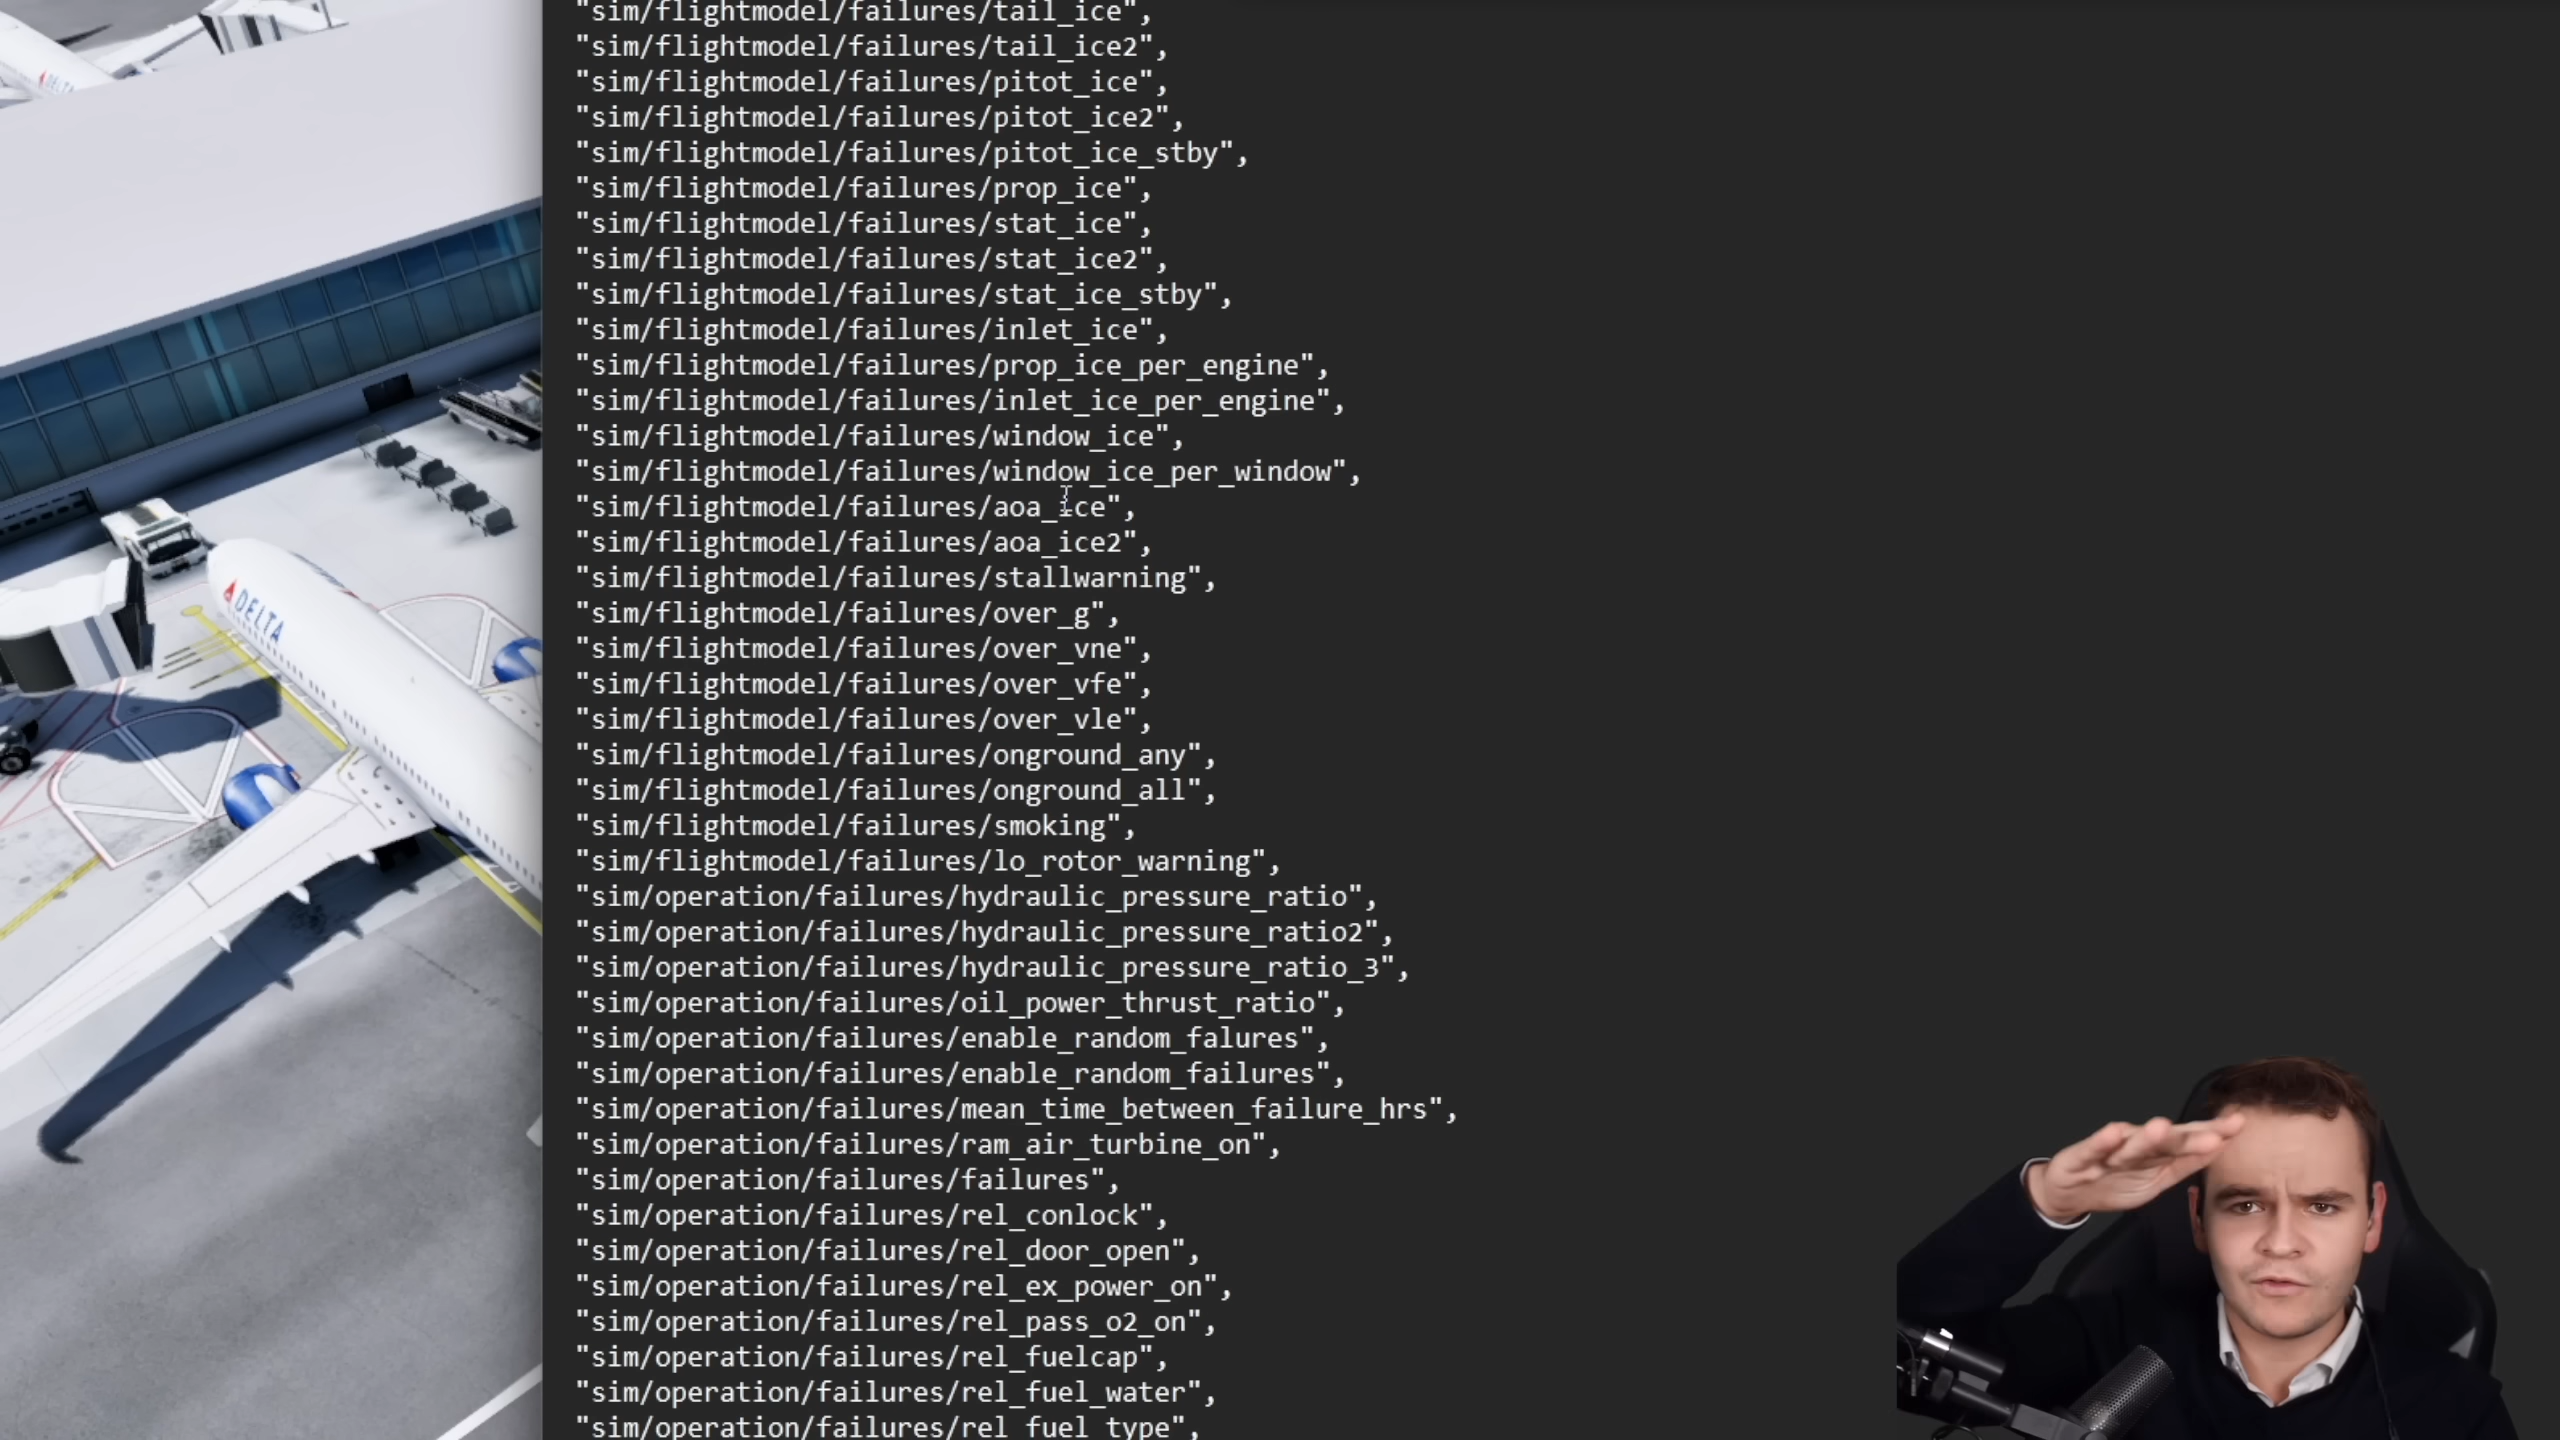 "sim/flightmodel/failures/tail_ice",
"sim/flightmodel/failures/tail_ice2",
"sim/flightmodel/failures/pitot_ice",
"sim/flightmodel/failures/pitot_ice2",
"sim/flightmodel/failures/pitot_ice_stby",
"sim/flightmodel/failures/prop_ice",
"sim/flightmodel/failures/stat_ice",
"sim/flightmodel/failures/stat_ice2",
"sim/flightmodel/failures/stat_ice_stby",
"sim/flightmodel/failures/inlet_ice",
"sim/flightmodel/failures/prop_ice_per_engine",
"sim/flightmodel/failures/inlet_ice_per_engine",
"sim/flightmodel/failures/window_ice",
"sim/flightmodel/failures/window_ice_per_window",
"sim/flightmodel/failures/aoa_ice",
"sim/flightmodel/failures/aoa_ice2",
"sim/flightmodel/failures/stallwarning",
"sim/flightmodel/failures/over_g",
"sim/flightmodel/failures/over_vne",
"sim/flightmodel/failures/over_vfe",
"sim/flightmodel/failures/over_vle",
"sim/flightmodel/failures/onground_any",
"sim/flightmodel/failures/onground_all",
"sim/flightmodel/failures/smoking",
"sim/flightmodel/failures/lo_rotor_warning",
"sim/operation/failures/hydraulic_pressure_ratio",
"sim/operation/failures/hydraulic_pressure_ratio2",
"sim/operation/failures/hydraulic_pressure_ratio_3",
"sim/operation/failures/oil_power_thrust_ratio",
"sim/operation/failures/enable_random_falures",
"sim/operation/failures/enable_random_failures",
"sim/operation/failures/mean_time_between_failure_hrs",
"sim/operation/failures/ram_air_turbine_on",
"sim/operation/failures/failures",
"sim/operation/failures/rel_conlock",
"sim/operation/failures/rel_door_open",
"sim/operation/failures/rel_ex_power_on",
"sim/operation/failures/rel_pass_o2_on",
"sim/operation/failures/rel_fuelcap",
"sim/operation/failures/rel_fuel_water",
"sim/operation/failures/rel_fuel_type",
DELTA
DELTA